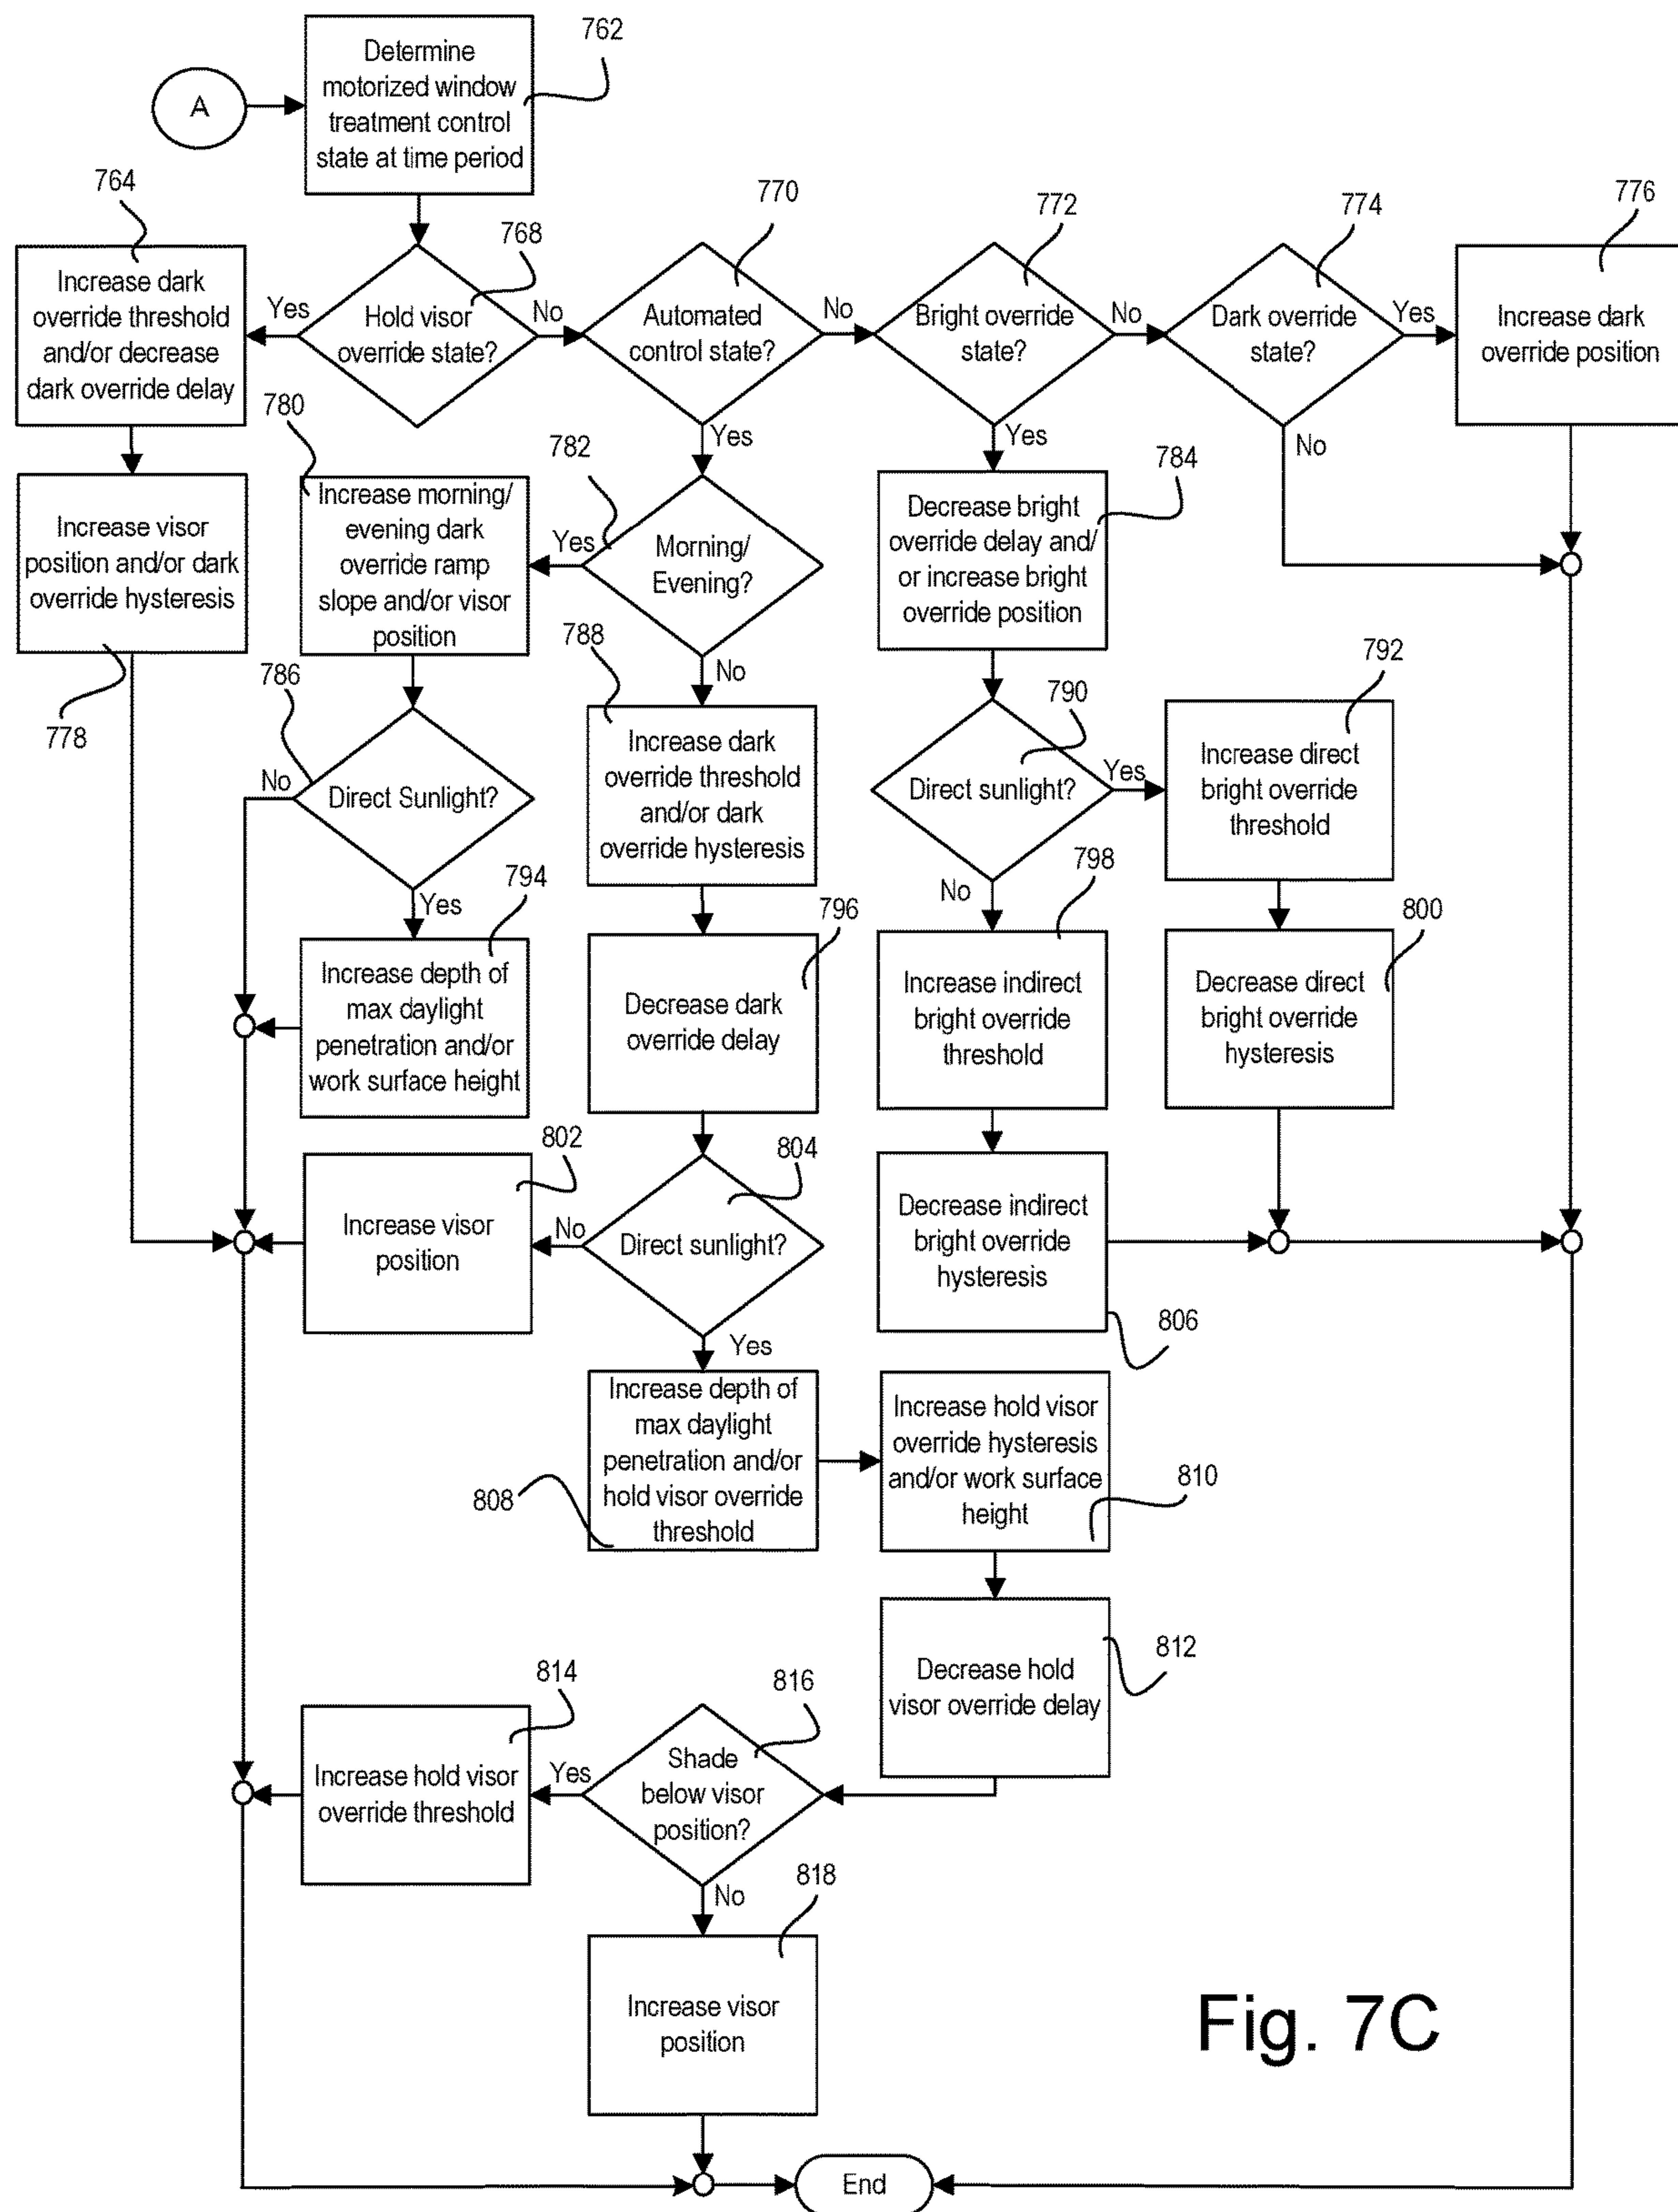 762
Determine
motorized window
treatment control
state at time period
A
764
768
770
772
774
776
Increase dark
override threshold
and/or decrease
dark override delay
Yes
Hold visor
override state?
No
Automated
control state?
No
Bright override
state?
No
Dark override
state?
Yes
Increase dark
override position
780
782
Yes
Yes
784
No
Increase visor
position and/or dark
override hysteresis
778
Increase morning/
evening dark
override ramp
slope and/or visor
position
Yes
Morning/
Evening?
No
Decrease bright
override delay and/
or increase bright
override position
786
788
790
792
No
Direct Sunlight?
Yes
Increase dark
override threshold
and/or dark
override hysteresis
Direct sunlight?
Yes
No
Increase direct
bright override
threshold
794
796
798
800
Increase depth of
max daylight
penetration and/or
work surface height
Decrease dark
override delay
Increase indirect
bright override
threshold
Decrease direct
bright override
hysteresis
802
804
Increase visor
position
No
Direct sunlight?
Yes
Decrease indirect
bright override
hysteresis
806
Increase depth of
max daylight
penetration and/or
hold visor override
threshold
808
Increase hold visor
override hysteresis
and/or work surface
height
810
812
Decrease hold
visor override delay
814
816
Increase hold visor
override threshold
Yes
Shade
below visor
position?
No
818
Increase visor
position
Fig. 7C
End